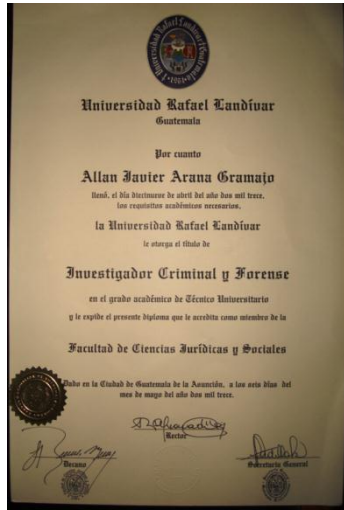 Universidad Rafael Landívar
Guatemala
Por cuanto
Allan Javier Arana Gramajo
llenó, el día diecinueve de abril del año dos mil trece,
los requisitos académicos necesarios,
la Universidad Rafael Landívar
le otorga el título de
Investigador Criminal y Forense
en el grado académico de Técnico Universitario
y le expide el presente diploma que le acredita como miembro de la
Facultad de Ciencias Jurídicas y Sociales
Dado en la Ciudad de Guatemala de la Asunción, a los seis días del
mes de mayo del año dos mil trece.
Rector
Decano
Secretario General